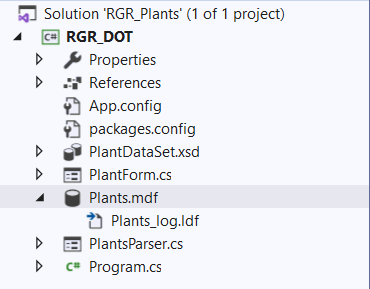 Solution 'RGR_Plants' (1 of 1 project)
C# RGR_DOT
Properties
References
App.config
packages.config
PlantDataSet.xsd
PlantForm.cs
Plants.mdf
Plants_log.ldf
PlantsParser.cs
C# Program.cs